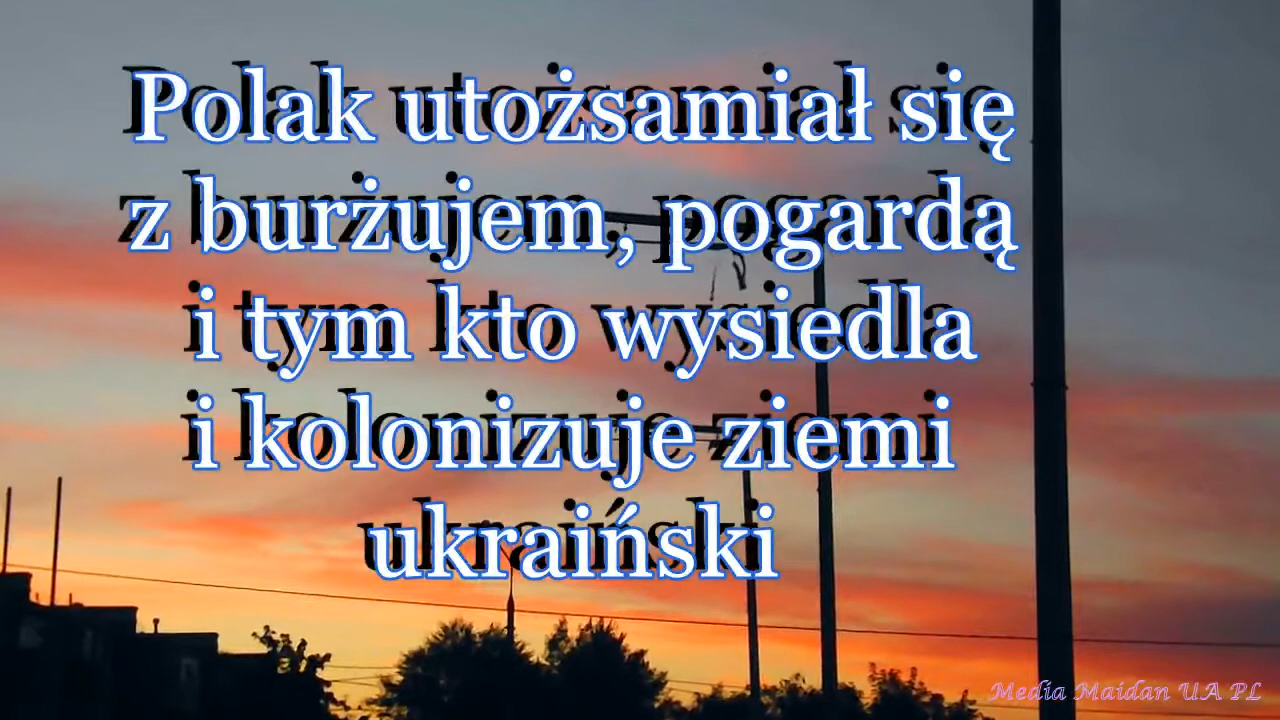 Polak utożsamiał się
z burżujem, pogardą
i tym kto wysiedla
i kolonizuje ziemi
ukraiński
Media Maidan UA PL